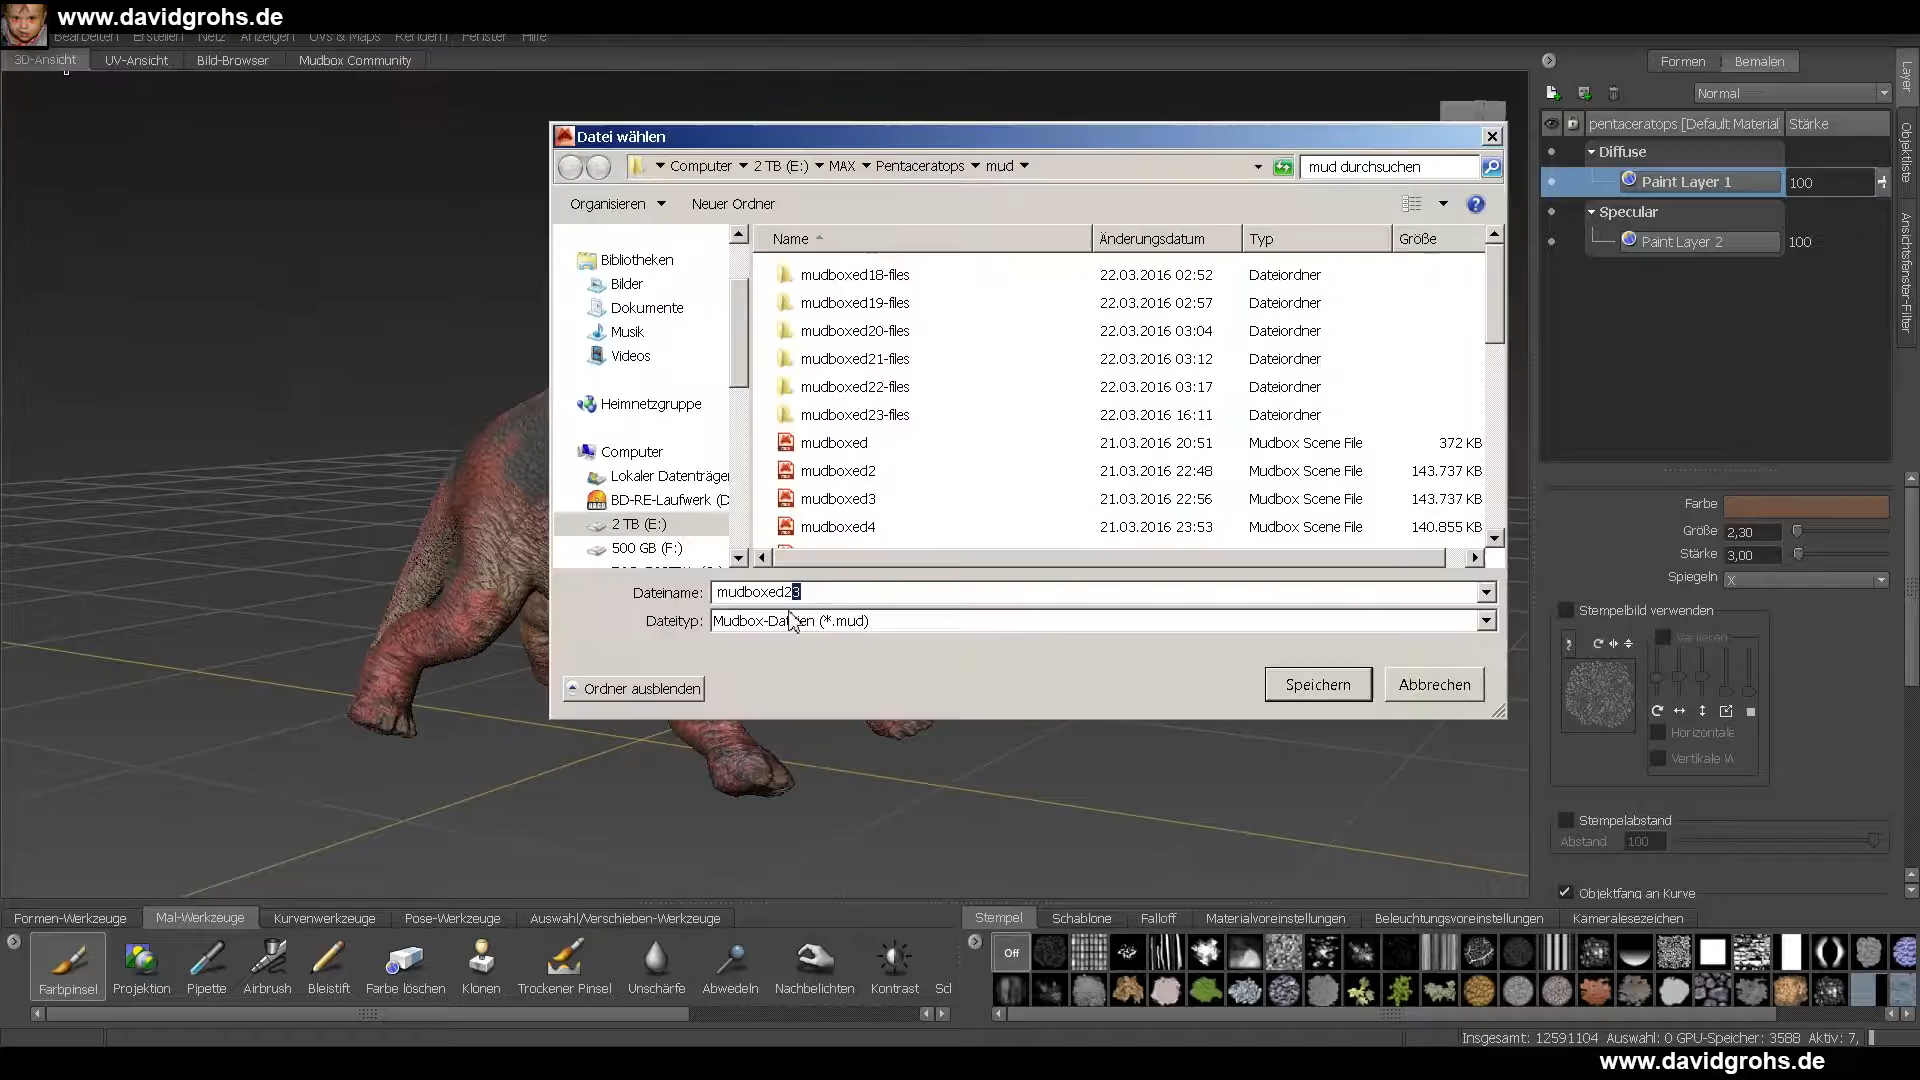 www.davidgrohs.de
Bearbeiten Erstellen Netz Anzeigen UVs & Maps Rendern Fenster Hilfe
3D-Ansicht UV-Ansicht Bild-Browser Mudbox Community
Formen Bemalen
Normal
pentaceratops [Default Material Stärke
Diffuse
Paint Layer 1 100
Specular
Paint Layer 2 100
Layer
Objektliste
Ansichtsfenster-Filter
Datei wählen
Computer 2 TB (E:) MAX Pentaceratops mud
mud durchsuchen
Organisieren Neuer Ordner
Name Änderungsdatum Typ Größe
Bibliotheken
Bilder
Dokumente
Musik
Videos
Heimnetzgruppe
Computer
Lokaler Datenträger
BD-RE-Laufwerk (D
2 TB (E:)
500 GB (F:)
mudboxed18-files 22.03.2016 02:52 Dateiordner
mudboxed19-files 22.03.2016 02:57 Dateiordner
mudboxed20-files 22.03.2016 03:04 Dateiordner
mudboxed21-files 22.03.2016 03:12 Dateiordner
mudboxed22-files 22.03.2016 03:17 Dateiordner
mudboxed23-files 22.03.2016 16:11 Dateiordner
mudboxed 21.03.2016 20:51 Mudbox Scene File 372 KB
mudboxed2 21.03.2016 22:48 Mudbox Scene File 143.737 KB
mudboxed3 21.03.2016 22:56 Mudbox Scene File 143.737 KB
mudboxed4 21.03.2016 23:53 Mudbox Scene File 140.855 KB
Dateiname: mudboxed23
Dateityp: Mudbox-Dateien (*.mud)
Ordner ausblenden Speichern Abbrechen
Farbe
Größe 2,30
Stärke 3,00
Spiegeln X
Stempelbild verwenden
Variieren
Horizontale
Vertikale W
Stempelabstand
Abstand 100
Objektfang an Kurve
Formen-Werkzeuge Mal-Werkzeuge Kurvenwerkzeuge Pose-Werkzeuge Auswahl/Verschieben-Werkzeuge
Stempel Schablone Falloff Materialvoreinstellungen Beleuchtungsvoreinstellungen Kameralesezeichen
Off
Farbpinsel Projektion Pipette Airbrush Bleistift Farbe löschen Klonen Trockener Pinsel Unschärfe Abwedeln Nachbelichten Kontrast Scl
Insgesamt: 12591104 Auswahl: 0 GPU-Speicher: 3588 Aktiv: 7,
www.davidgrohs.de